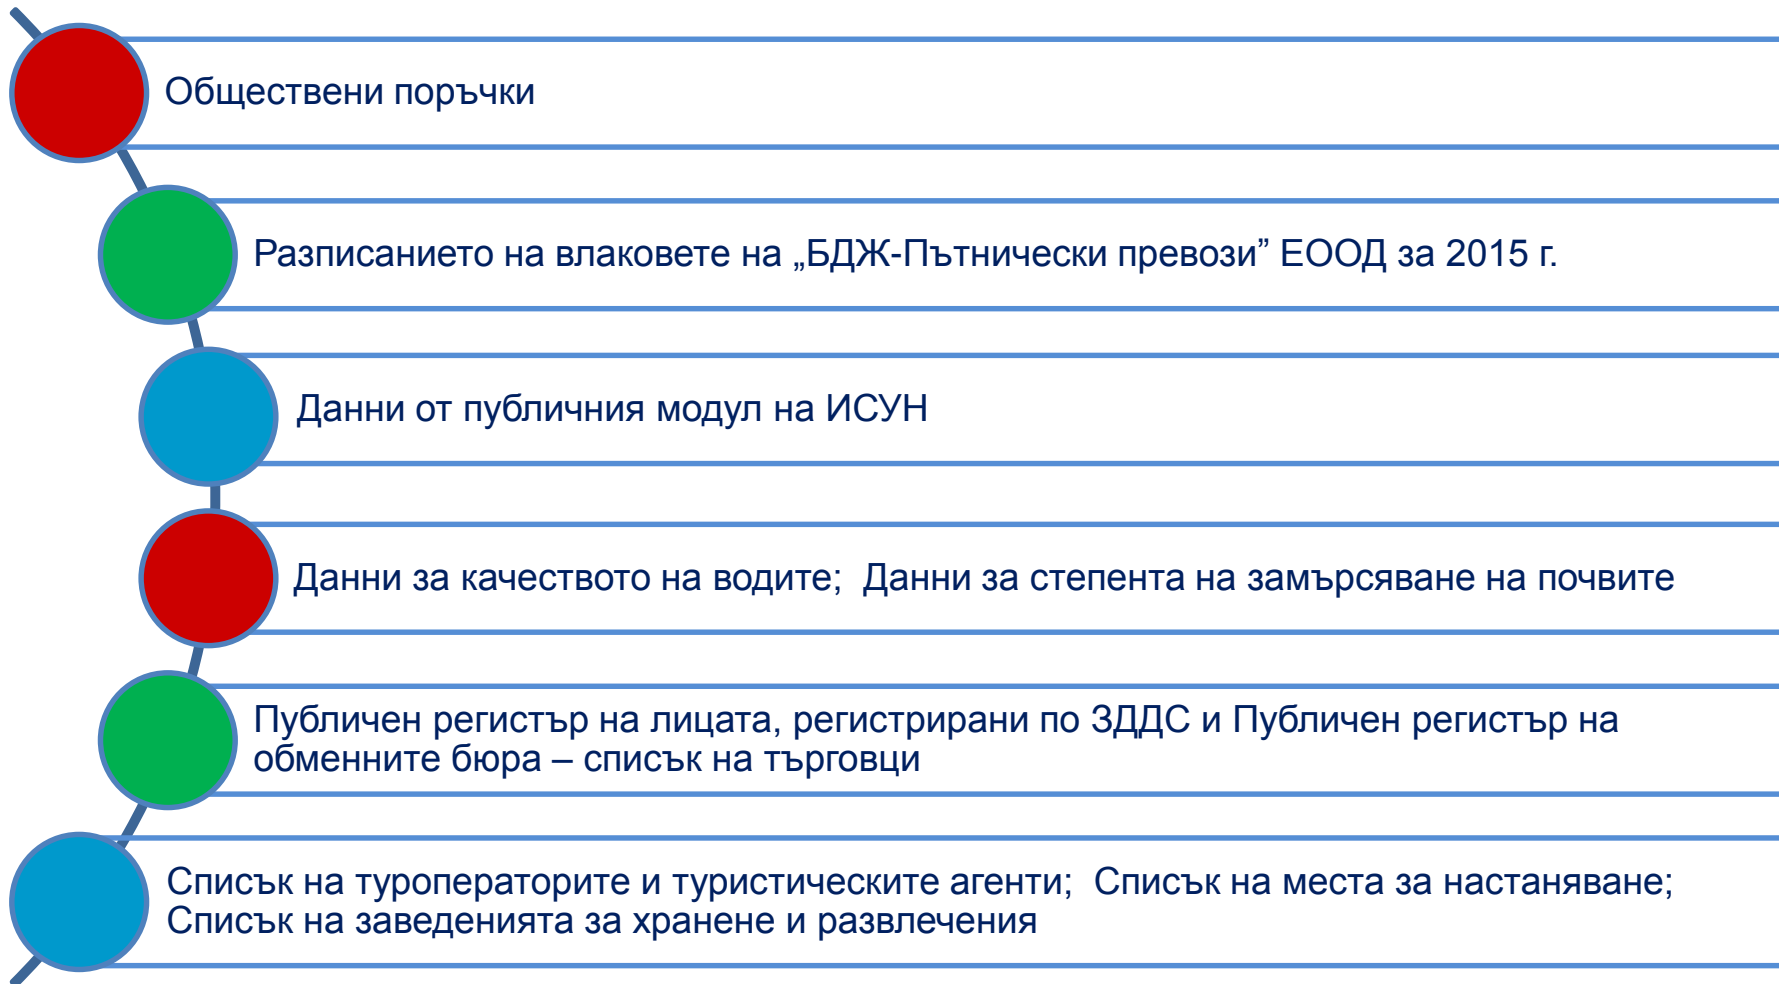 Обществени поръчки
Разписанието на влаковете на „БДЖ-Пътнически превози” ЕООД за 2015 г.
Данни от публичния модул на ИСУН
Данни за качеството на водите;  Данни за степента на замърсяване на почвите
Публичен регистър на лицата, регистрирани по ЗДДС и Публичен регистър на
обменните бюра – списък на търговци
Списък на туроператорите и туристическите агенти;  Списък на места за настаняване;
Списък на заведенията за хранене и развлечения